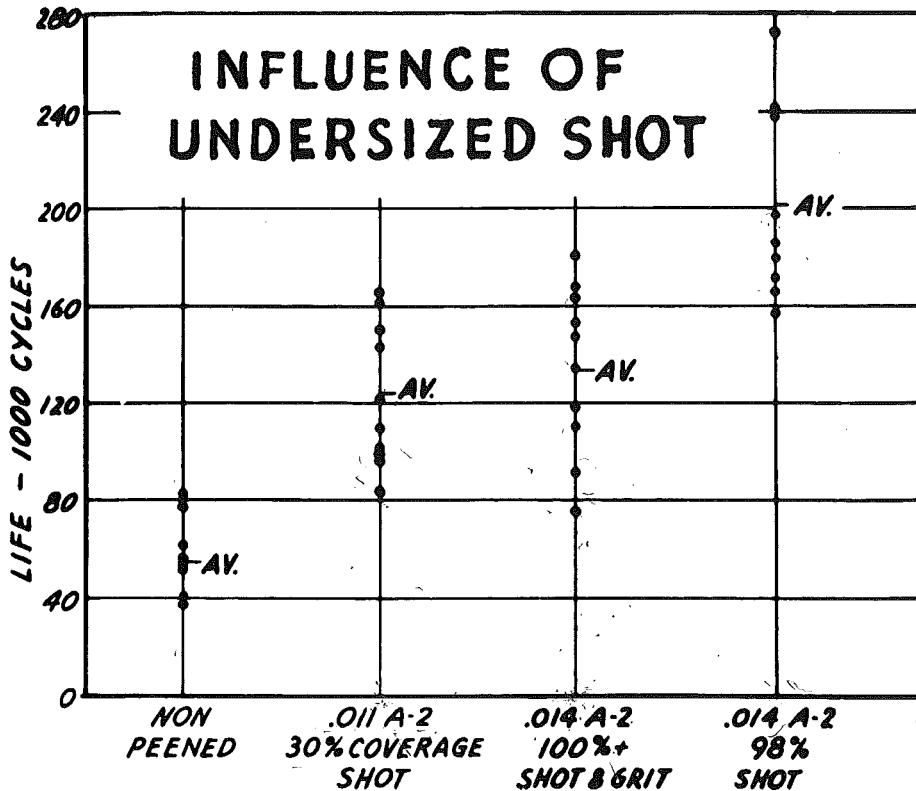 INFLUENCE OF
UNDERSIZED SHOT
LIFE - 1000 CYCLES
280
240
200
160
120
80
40
0
AV.
AV.
AV.
AV.
NON
PEENED
.011 A-2
30% COVERAGE
SHOT
.014 A-2
100%+
SHOT & GRIT
.014 A-2
98%
SHOT